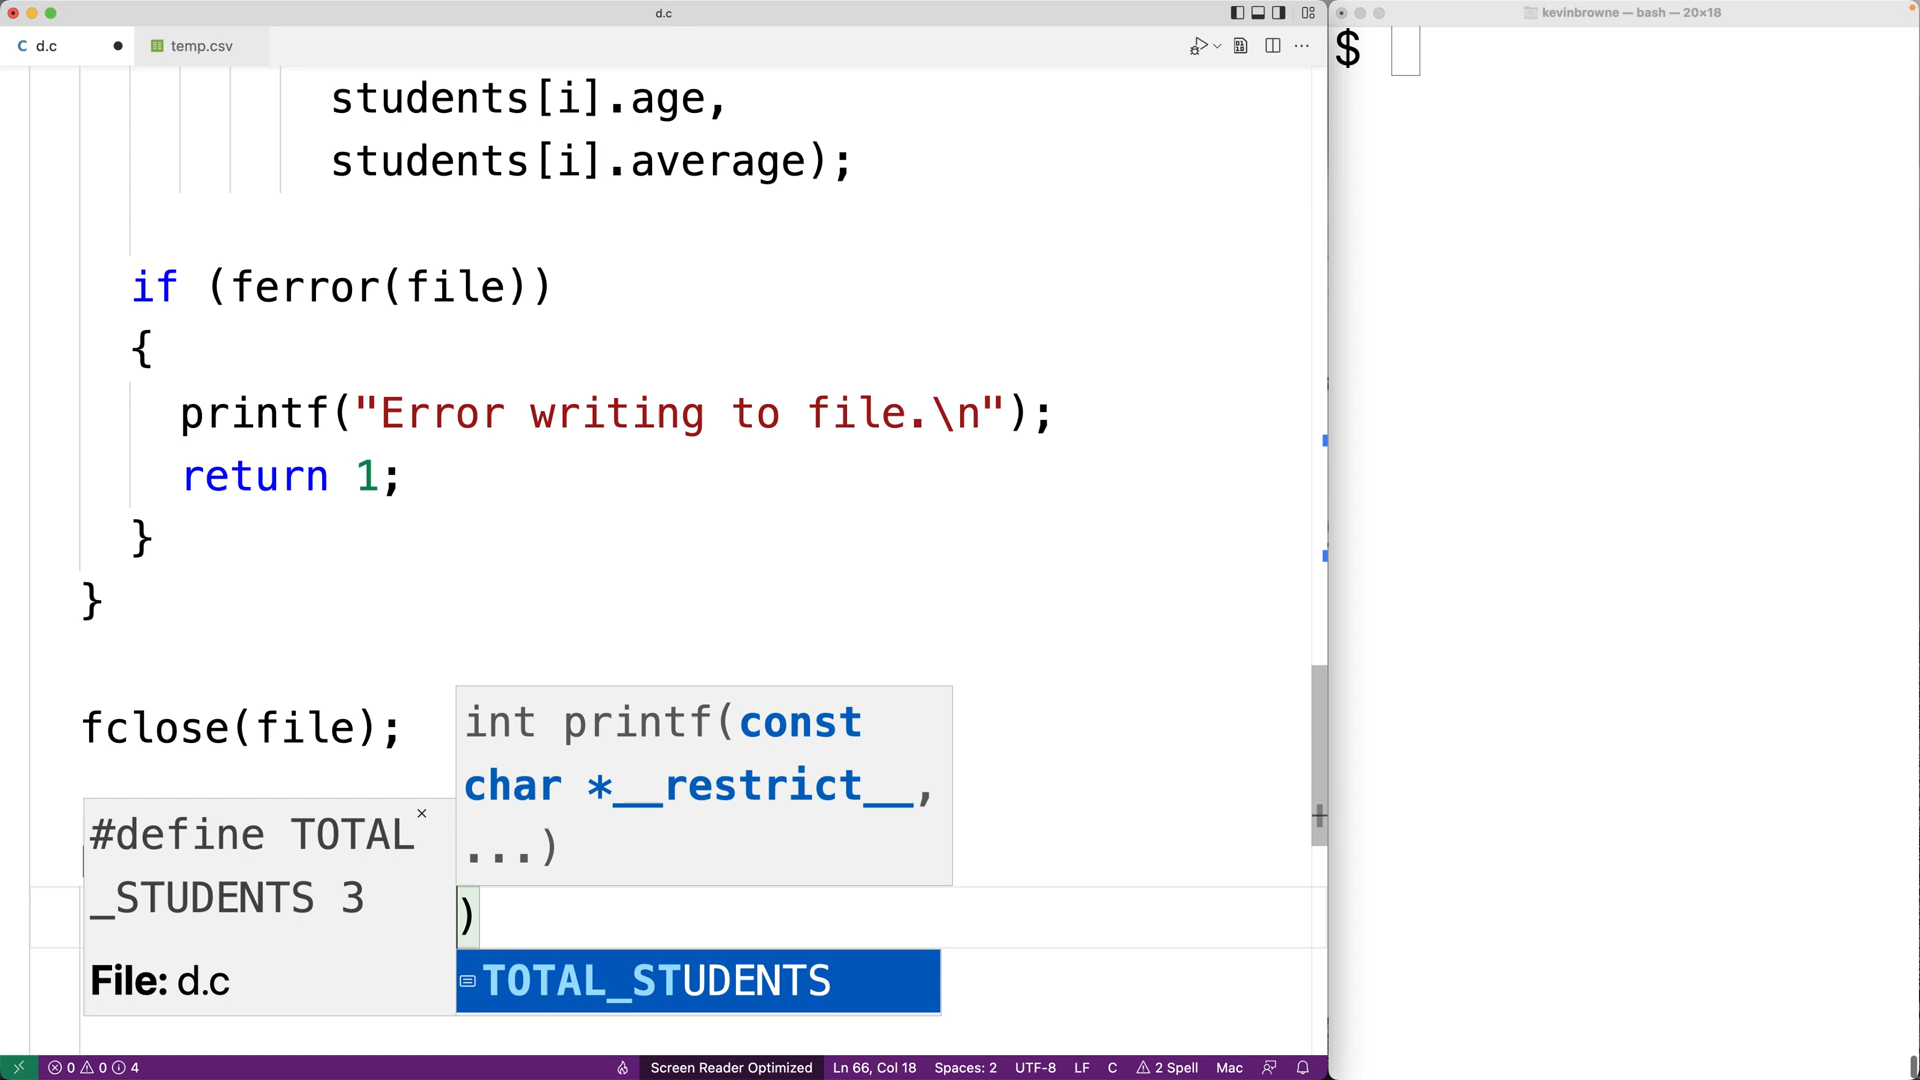 d.c
kevinbrowne — bash — 20×18
C d.c
temp.csv
$
students[i].age,
students[i].average);
if (ferror(file))
{
printf("Error writing to file.\n");
return 1;
}
}
fclose(file);
int printf(const
char *__restrict__,
...)
#define TOTAL
_STUDENTS 3
File: d.c
)
TOTAL_STUDENTS
0 0 4
Screen Reader Optimized
Ln 66, Col 18
Spaces: 2
UTF-8
LF
C
2 Spell
Mac